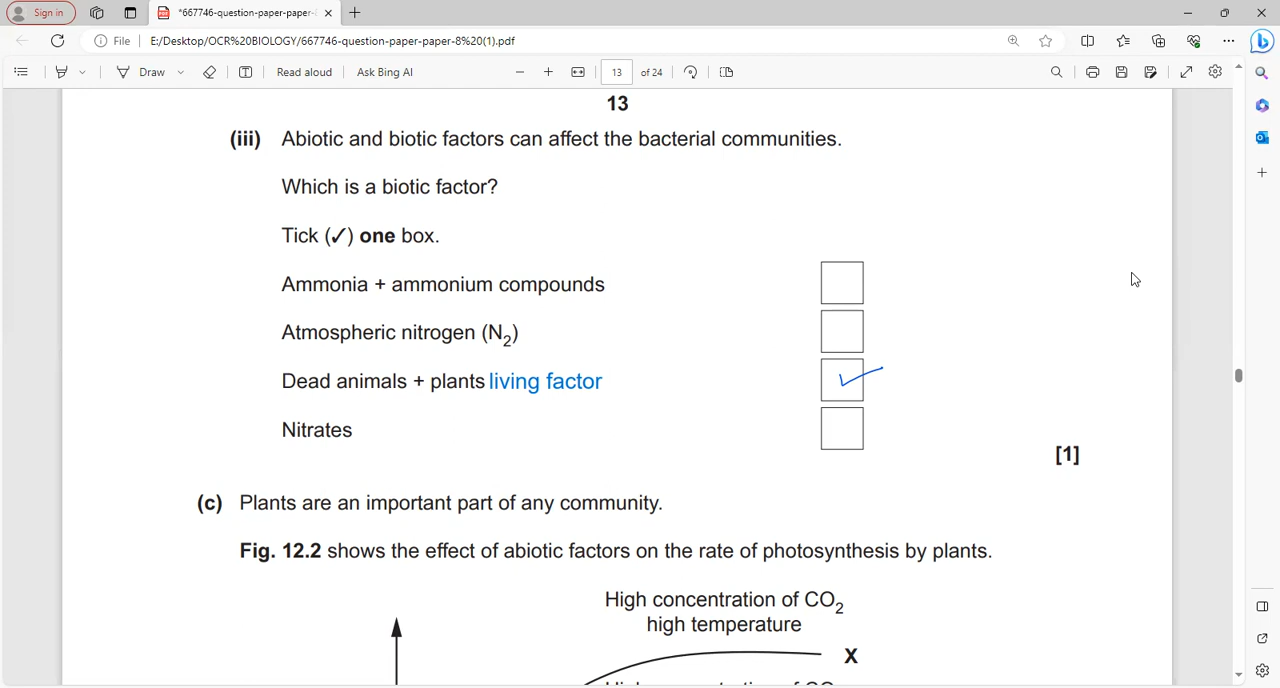 Sign in
*667746-question-paper-paper-
File
E:/Desktop/OCR%20BIOLOGY/667746-question-paper-paper-8%20(1).pdf
Draw
Read aloud
Ask Bing AI
13
of 24
13
(iii) Abiotic and biotic factors can affect the bacterial communities.
Which is a biotic factor?
Tick (✓) one box.
Ammonia + ammonium compounds
Atmospheric nitrogen (N₂)
Dead animals + plants living factor ✓
Nitrates
[1]
(c) Plants are an important part of any community.
Fig. 12.2 shows the effect of abiotic factors on the rate of photosynthesis by plants.
High concentration of CO₂
high temperature
X